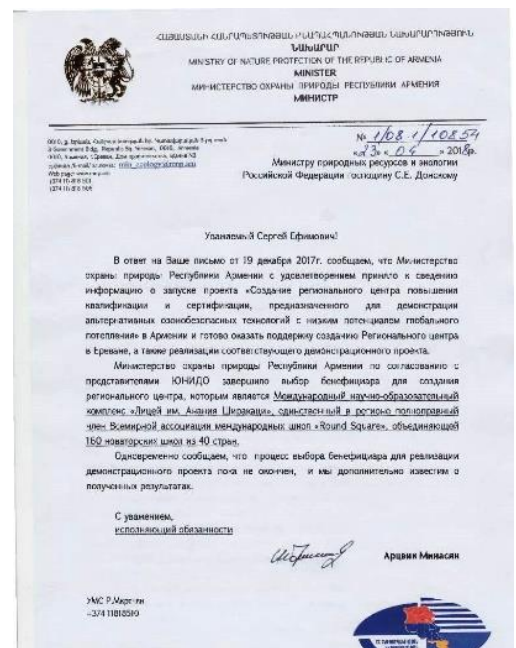 ՀԱՅԱՍՏԱՆԻ ՀԱՆՐԱՊԵՏՈՒԹՅԱՆ ԲՆԱՊԱՀՊԱՆՈՒԹՅԱՆ ՆԱԽԱՐԱՐՈՒԹՅՈՒՆ
ՆԱԽԱՐԱՐ
MINISTRY OF NATURE PROTECTION OF THE REPUBLIC OF ARMENIA
MINISTER
МИНИСТЕРСТВО ОХРАНЫ ПРИРОДЫ РЕСПУБЛИКИ АРМЕНИЯ
МИНИСТР
№ 1/08.1/10854
«23» «04» 2018р.
Министру природных ресурсов и экологии
Российской Федерации господину С.Е. Донскому
Уважаемый Сергей Ефимович!
В ответ на Ваше письмо от 19 декабря 2017г. сообщаем, что Министерство
охраны природы Республики Армении с удовлетворением приняло к сведению
информацию о запуске проекта «Создание регионального центра повышения
квалификации и сертификации, предназначенного для демонстрации
альтернативных озонобезопасных технологий с низким потенциалом глобального
потепления» в Армении и готово оказать поддержку созданию Регионального центра
в Ереване, а также реализации соответствующего демонстрационного проекта.
Министерство охраны природы Республики Армении по согласованию с
представителями ЮНИДО завершило выбор бенефициара для создания
регионального центра, которым является Международный научно-образовательный
комплекс «Лицей им. Анания Ширакаци», единственный в регионе полноправный
член Всемирной ассоциации международных школ «Round Square», объединяющей
160 новаторских школ из 40 стран.
Одновременно сообщаем, что процесс выбора бенефициара для реализации
демонстрационного проекта пока не окончен, и мы дополнительно известим о
полученных результатах.
С уважением,
исполняющий обязанности
Арцвик Минасян
УМС